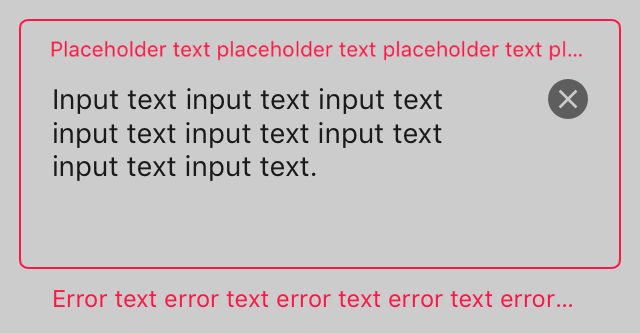 Placeholder text placeholder text placeholder text pl...
Input text input text input text
input text input text input text
input text input text.
Error text error text error text error text error...